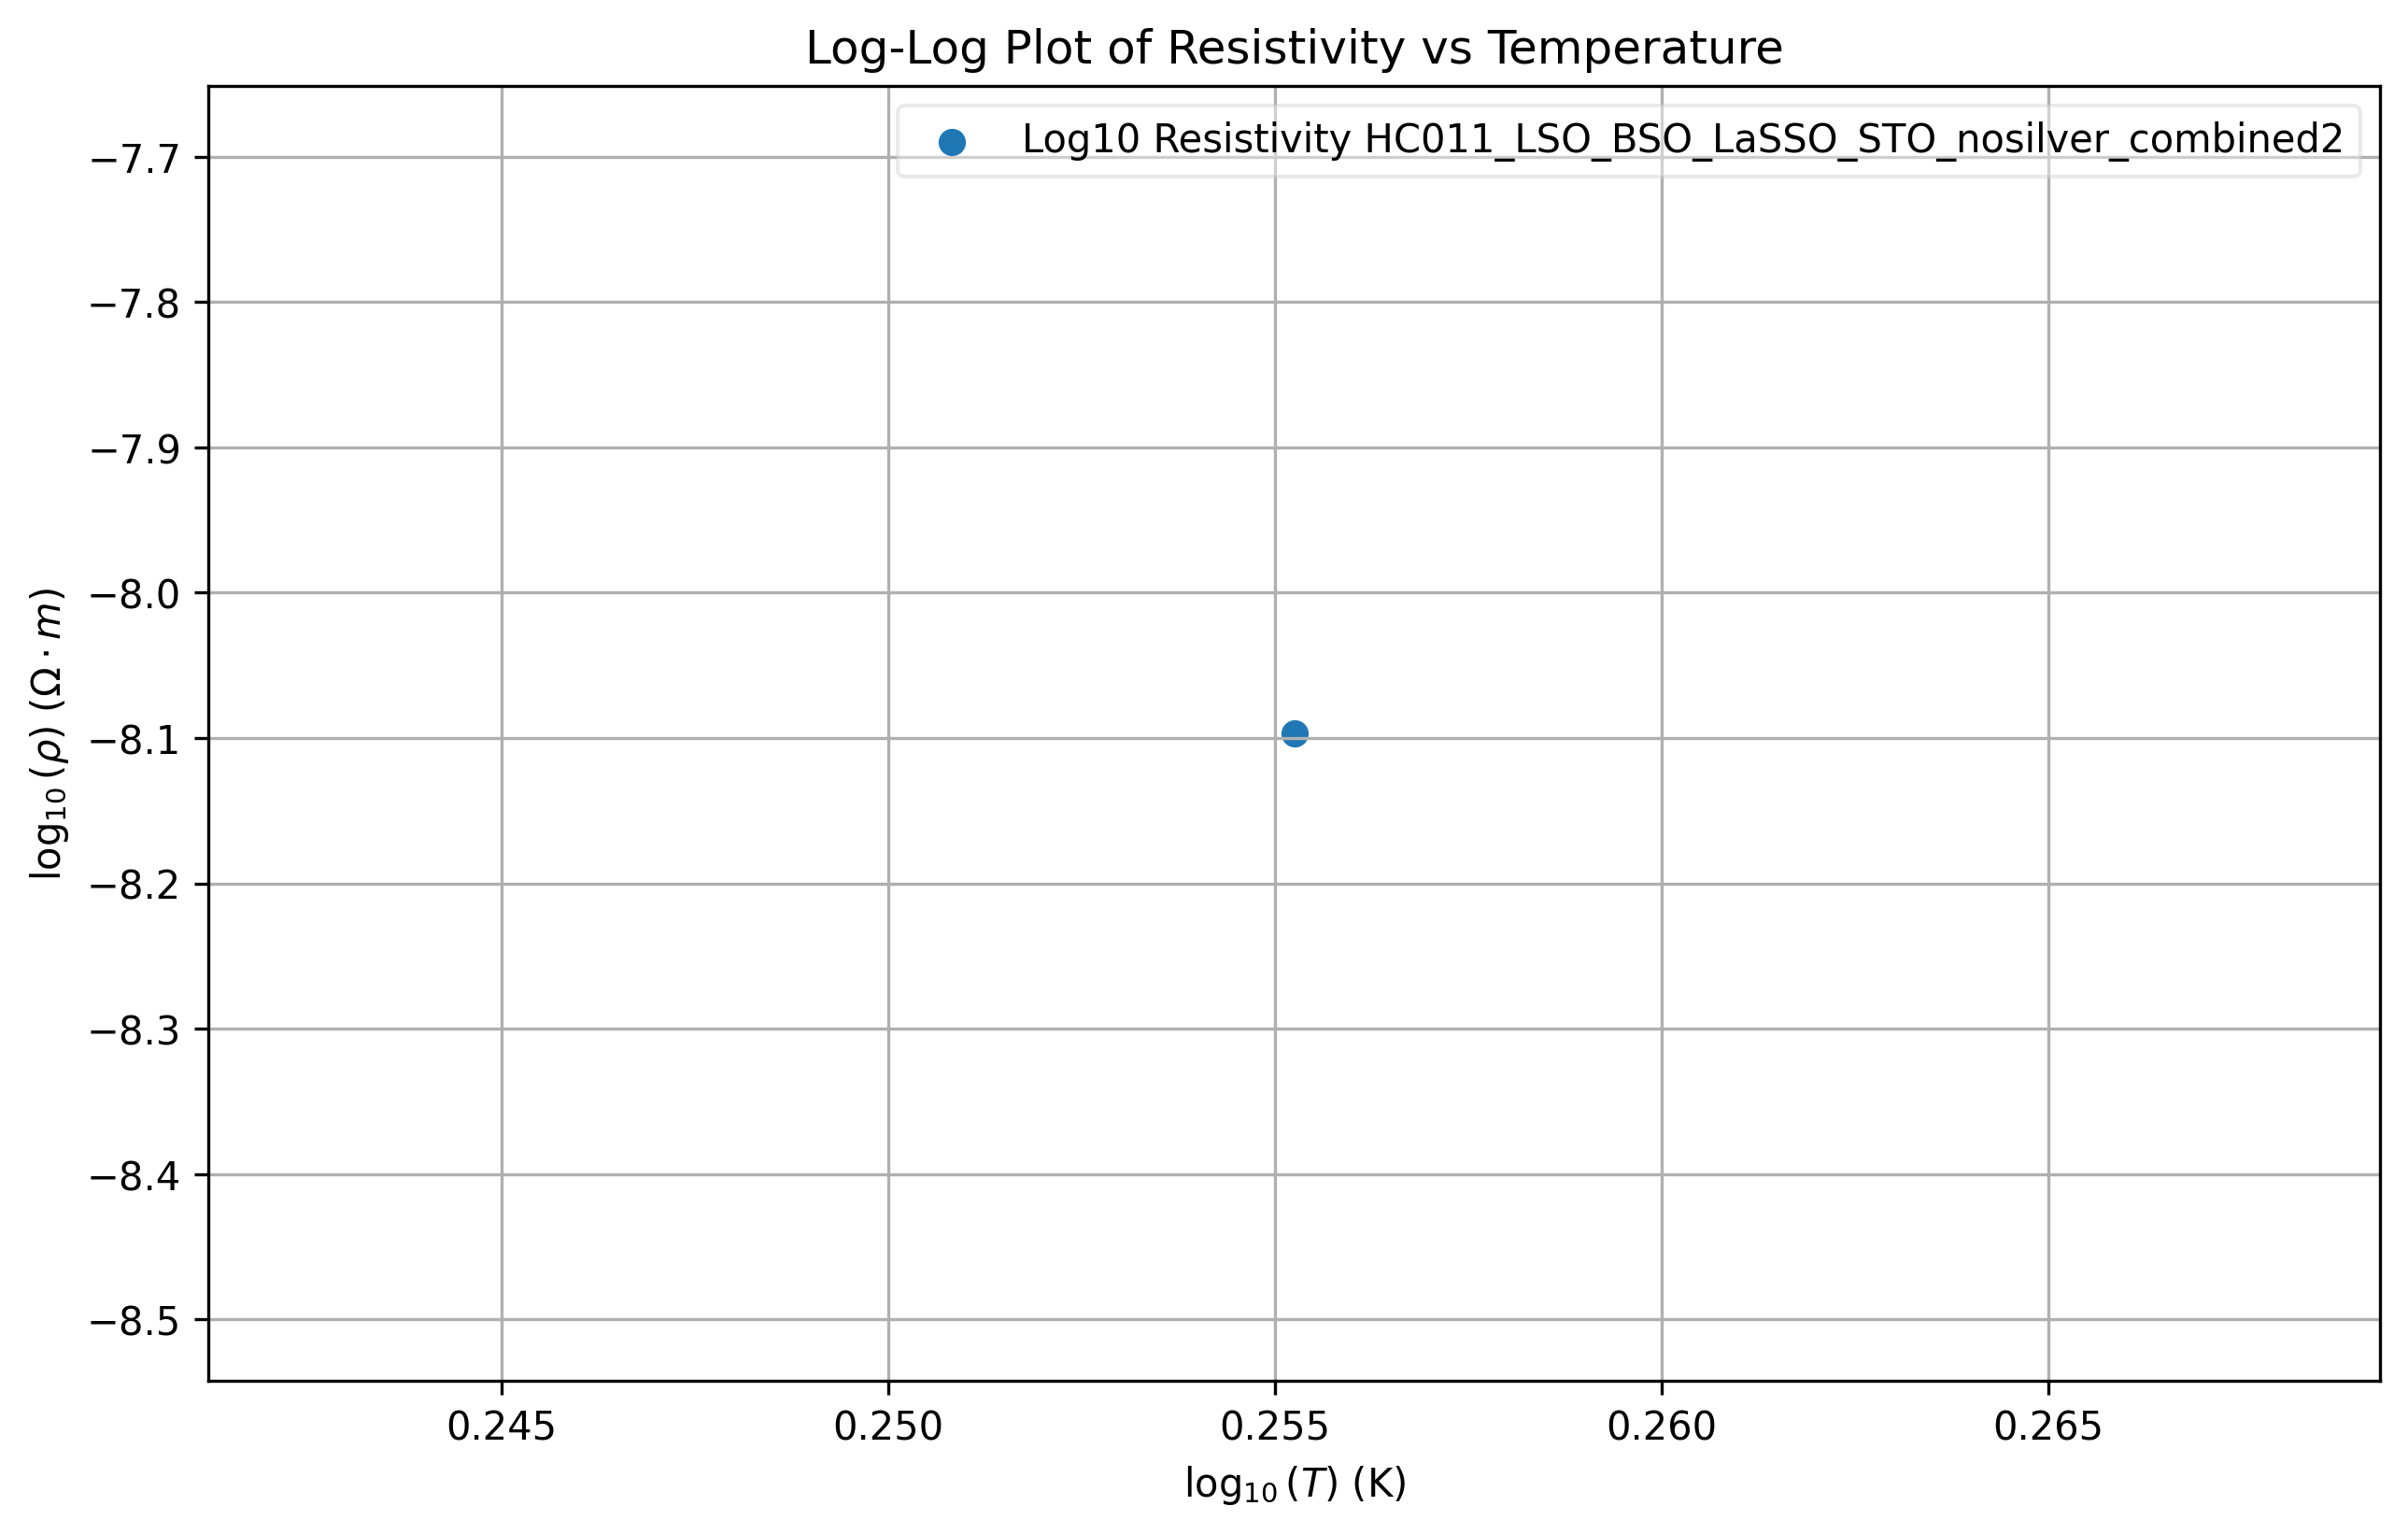 Log-Log Plot of Resistivity vs Temperature
Log10 Resistivity HC011_LSO_BSO_LaSSO_STO_nosilver_combined2
−7.7
−7.8
−7.9
−8.0
−8.1
−8.2
−8.3
−8.4
−8.5
log₁₀(ρ) (Ω · m)
0.245 0.250 0.255 0.260 0.265
log₁₀(T) (K)